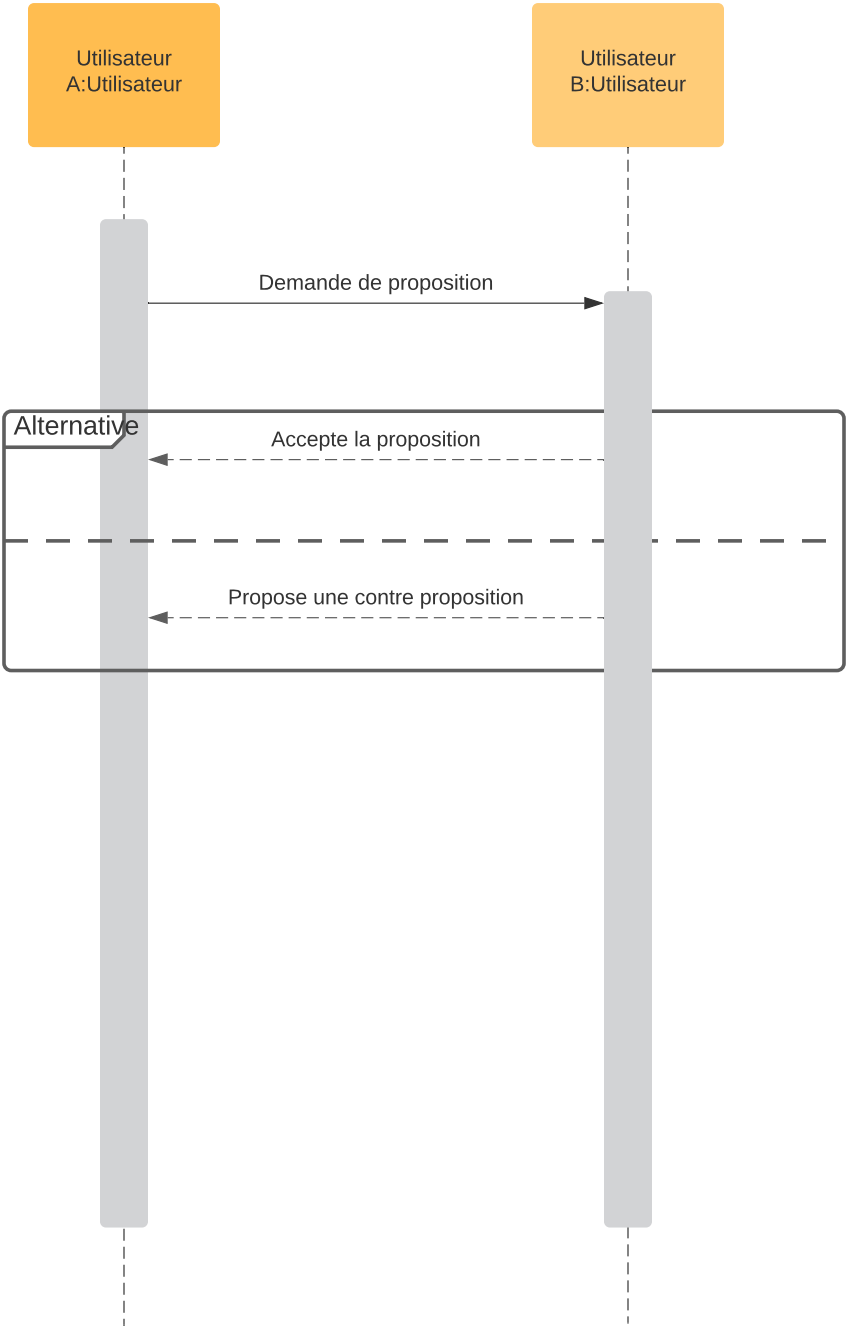 Utilisateur
A:Utilisateur
Utilisateur
B:Utilisateur
Demande de proposition
Alternative
Accepte la proposition
Propose une contre proposition